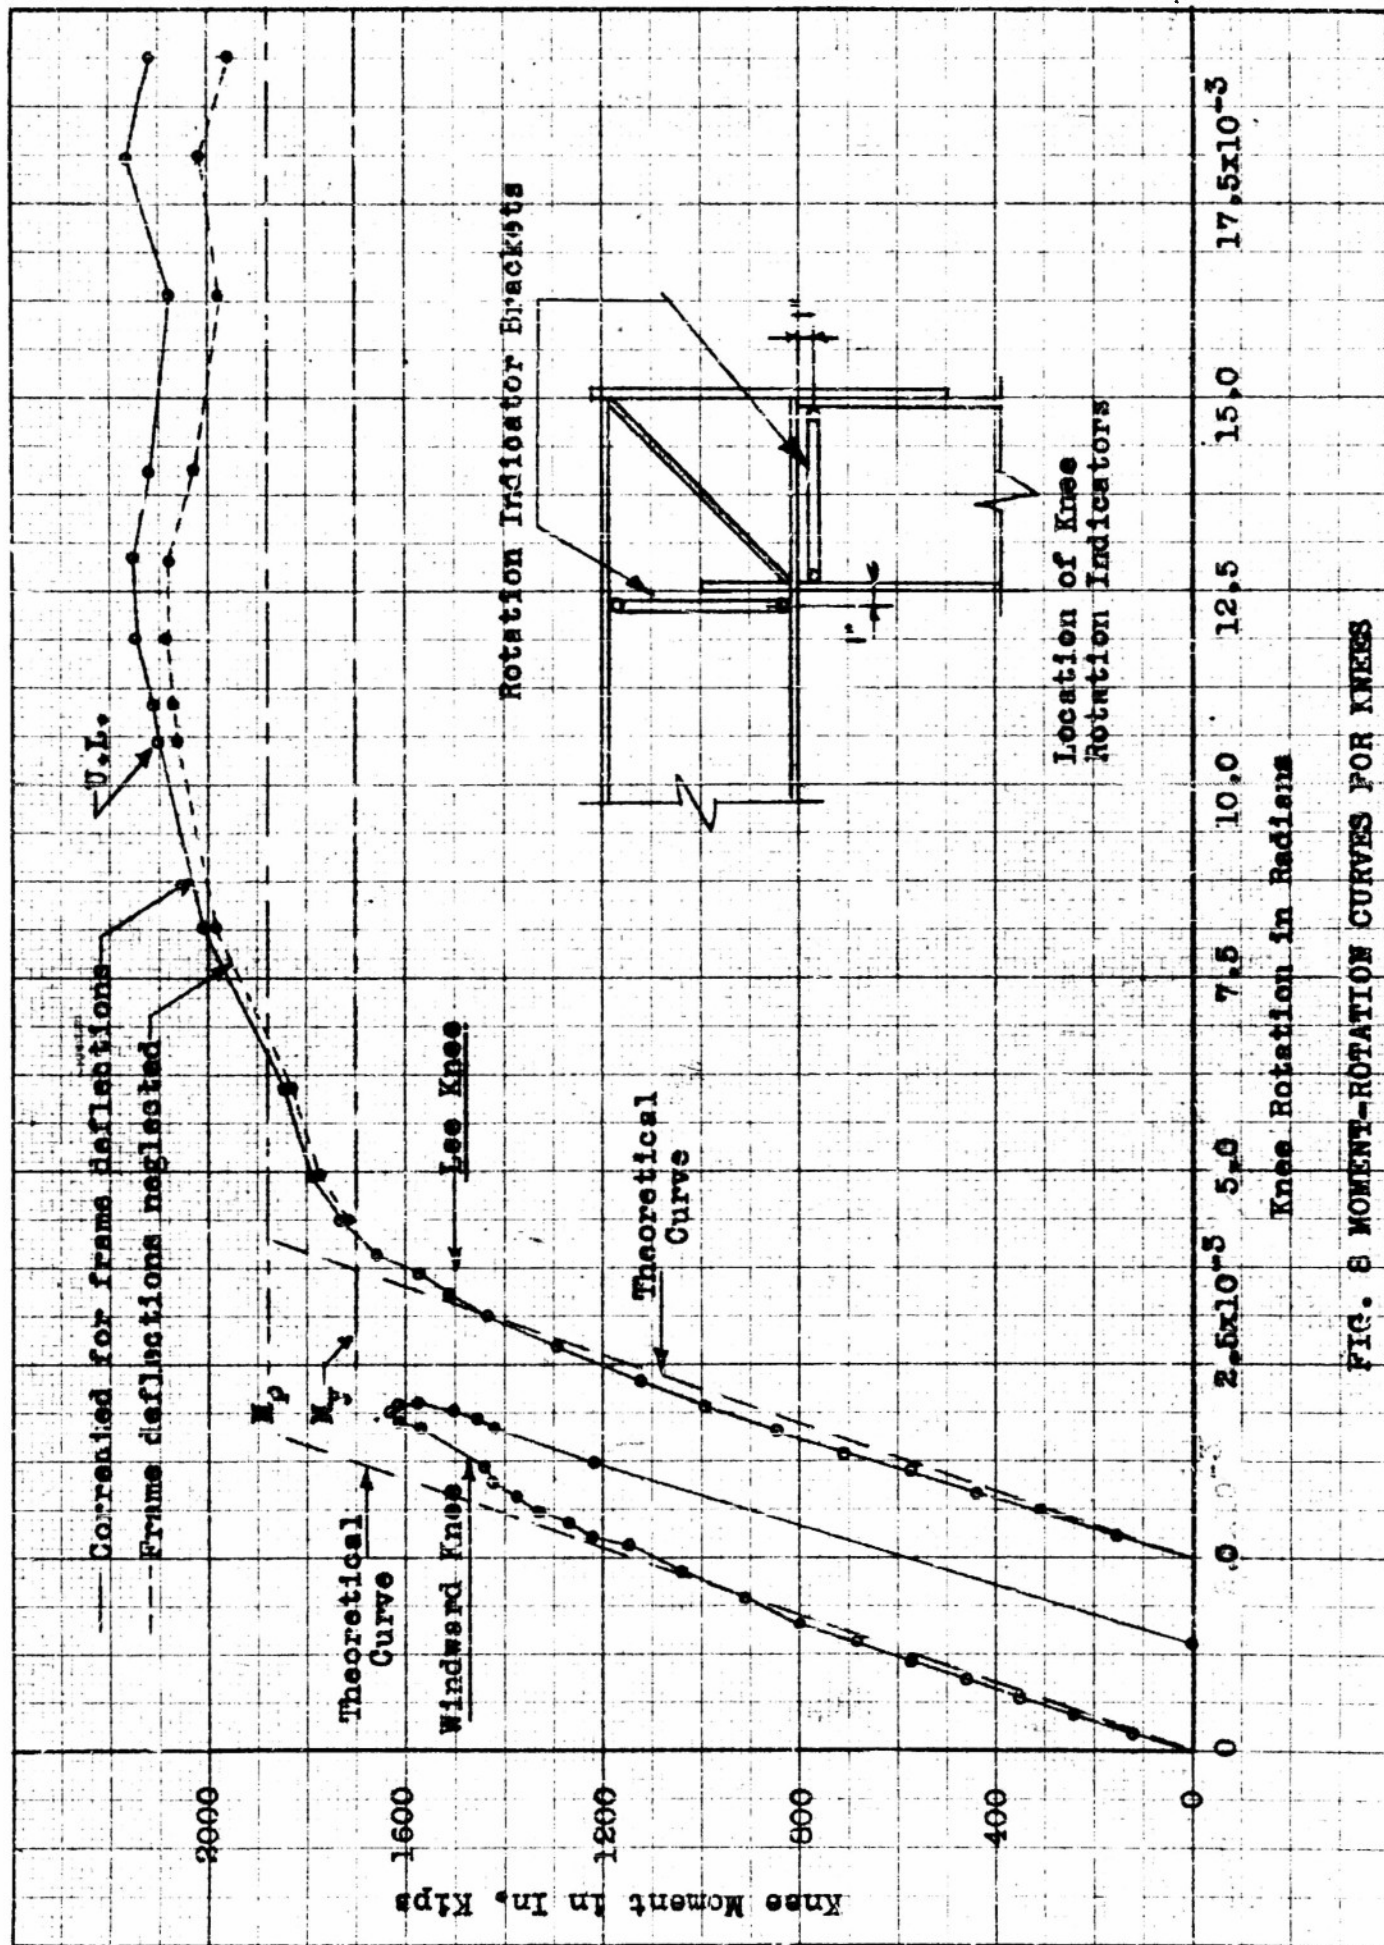 Corrected for frame deflections
Frame deflections neglected
U.L.
Mp
My
Theoretical
Curve
Windward Knee
Lee Knee
Theoretical
Curve
Rotation Indicator Brackets
1"
1"
Location of Knee
Rotation Indicators
Knee Moment in In. Kips
2000
1600
1200
800
400
0
0
.0
2.5x10-3
5.0
7.5
10.0
12.5
15.0
17.5x10-3
Knee Rotation in Radians
FIG. 8 MOMENT-ROTATION CURVES FOR KNEES